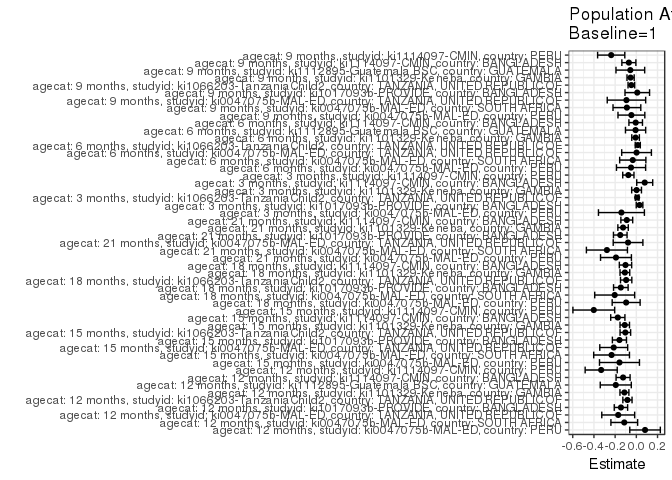 Population A
Baseline=1
agecat: 9 months, studyid: ki1114097-CMIN, country: PERU
agecat: 9 months, studyid: ki1114097-CMIN, country: BANGLADESH
agecat: 9 months, studyid: ki1112895-Guatemala BSC, country: GUATEMALA
agecat: 9 months, studyid: ki1101329-Keneba, country: GAMBIA
agecat: 9 months, studyid: ki1066203-TanzaniaChild2, country: TANZANIA, UNITED REPUBLIC OF
agecat: 9 months, studyid: ki1017093b-PROVIDE, country: BANGLADESH
agecat: 9 months, studyid: ki0047075b-MAL-ED, country: TANZANIA, UNITED REPUBLIC OF
agecat: 9 months, studyid: ki0047075b-MAL-ED, country: SOUTH AFRICA
agecat: 9 months, studyid: ki0047075b-MAL-ED, country: PERU
agecat: 6 months, studyid: ki1114097-CMIN, country: BANGLADESH
agecat: 6 months, studyid: ki1112895-Guatemala BSC, country: GUATEMALA
agecat: 6 months, studyid: ki1101329-Keneba, country: GAMBIA
agecat: 6 months, studyid: ki1066203-TanzaniaChild2, country: TANZANIA, UNITED REPUBLIC OF
agecat: 6 months, studyid: ki0047075b-MAL-ED, country: TANZANIA, UNITED REPUBLIC OF
agecat: 6 months, studyid: ki0047075b-MAL-ED, country: SOUTH AFRICA
agecat: 6 months, studyid: ki0047075b-MAL-ED, country: PERU
agecat: 3 months, studyid: ki1114097-CMIN, country: PERU
agecat: 3 months, studyid: ki1114097-CMIN, country: BANGLADESH
agecat: 3 months, studyid: ki1101329-Keneba, country: GAMBIA
agecat: 3 months, studyid: ki1066203-TanzaniaChild2, country: TANZANIA, UNITED REPUBLIC OF
agecat: 3 months, studyid: ki1017093b-PROVIDE, country: BANGLADESH
agecat: 3 months, studyid: ki0047075b-MAL-ED, country: PERU
agecat: 21 months, studyid: ki1114097-CMIN, country: BANGLADESH
agecat: 21 months, studyid: ki1101329-Keneba, country: GAMBIA
agecat: 21 months, studyid: ki1017093b-PROVIDE, country: BANGLADESH
agecat: 21 months, studyid: ki0047075b-MAL-ED, country: TANZANIA, UNITED REPUBLIC OF
agecat: 21 months, studyid: ki0047075b-MAL-ED, country: SOUTH AFRICA
agecat: 21 months, studyid: ki0047075b-MAL-ED, country: PERU
agecat: 18 months, studyid: ki1114097-CMIN, country: BANGLADESH
agecat: 18 months, studyid: ki1101329-Keneba, country: GAMBIA
agecat: 18 months, studyid: ki1066203-TanzaniaChild2, country: TANZANIA, UNITED REPUBLIC OF
agecat: 18 months, studyid: ki1017093b-PROVIDE, country: BANGLADESH
agecat: 18 months, studyid: ki0047075b-MAL-ED, country: SOUTH AFRICA
agecat: 18 months, studyid: ki0047075b-MAL-ED, country: PERU
agecat: 15 months, studyid: ki1114097-CMIN, country: PERU
agecat: 15 months, studyid: ki1114097-CMIN, country: BANGLADESH
agecat: 15 months, studyid: ki1101329-Keneba, country: GAMBIA
agecat: 15 months, studyid: ki1066203-TanzaniaChild2, country: TANZANIA, UNITED REPUBLIC OF
agecat: 15 months, studyid: ki1017093b-PROVIDE, country: BANGLADESH
agecat: 15 months, studyid: ki0047075b-MAL-ED, country: TANZANIA, UNITED REPUBLIC OF
agecat: 15 months, studyid: ki0047075b-MAL-ED, country: SOUTH AFRICA
agecat: 15 months, studyid: ki0047075b-MAL-ED, country: PERU
agecat: 12 months, studyid: ki1114097-CMIN, country: PERU
agecat: 12 months, studyid: ki1114097-CMIN, country: BANGLADESH
agecat: 12 months, studyid: ki1112895-Guatemala BSC, country: GUATEMALA
agecat: 12 months, studyid: ki1101329-Keneba, country: GAMBIA
agecat: 12 months, studyid: ki1066203-TanzaniaChild2, country: TANZANIA, UNITED REPUBLIC OF
agecat: 12 months, studyid: ki1017093b-PROVIDE, country: BANGLADESH
agecat: 12 months, studyid: ki0047075b-MAL-ED, country: TANZANIA, UNITED REPUBLIC OF
agecat: 12 months, studyid: ki0047075b-MAL-ED, country: SOUTH AFRICA
agecat: 12 months, studyid: ki0047075b-MAL-ED, country: PERU
-0.6 -0.4 -0.2 0.0 0.2
Estimate